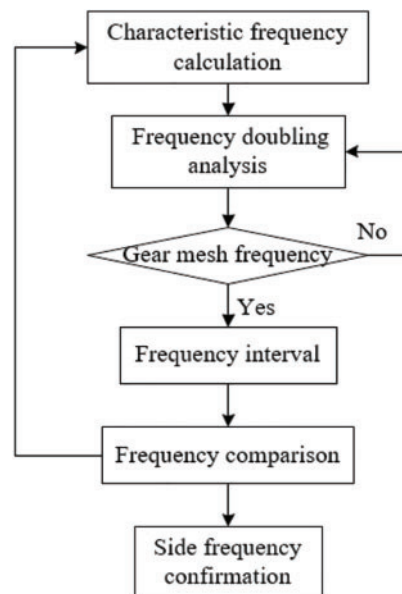 Characteristic frequency
calculation
Frequency doubling
analysis
Gear mesh frequency
No
Yes
Frequency interval
Frequency comparison
Side frequency
confirmation